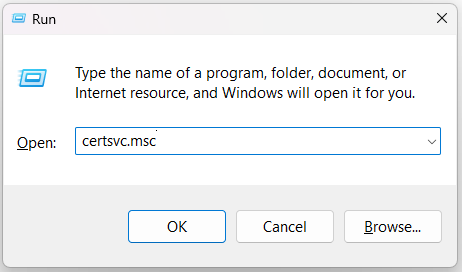 Run
Type the name of a program, folder, document, or
Internet resource, and Windows will open it for you.
Open: certsvc.msc
OK Cancel Browse...